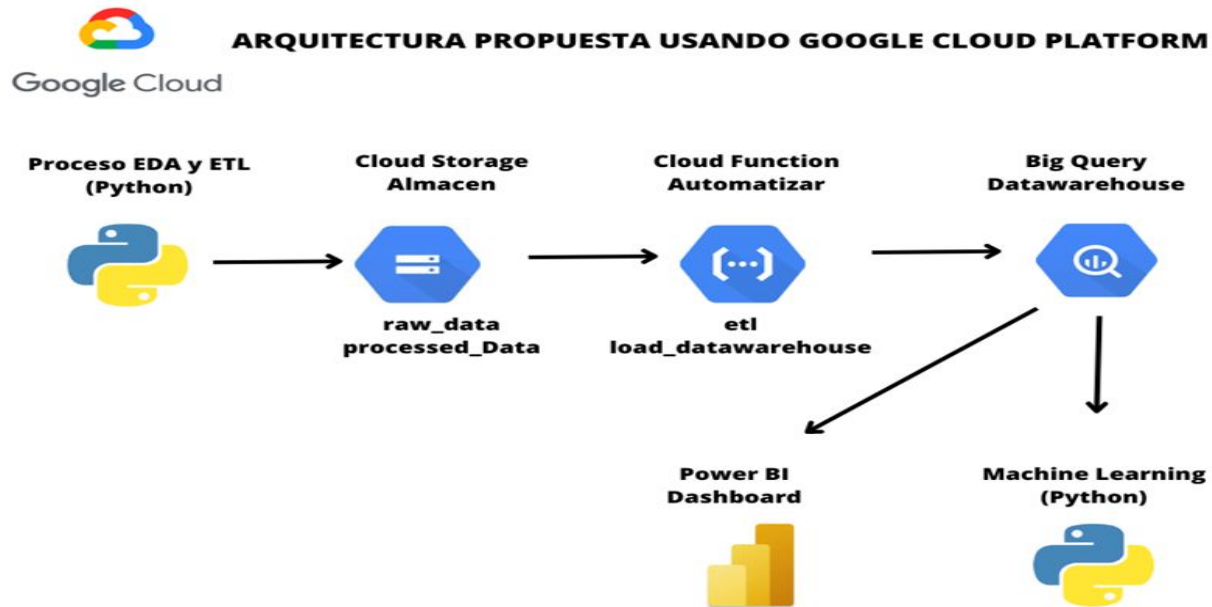 ARQUITECTURA PROPUESTA USANDO GOOGLE CLOUD PLATFORM
Google Cloud
Proceso EDA y ETL
(Python)
Cloud Storage
Almacen
raw_data
processed_Data
Cloud Function
Automatizar
etl
load_datawarehouse
Big Query
Datawarehouse
Power BI
Dashboard
Machine Learning
(Python)